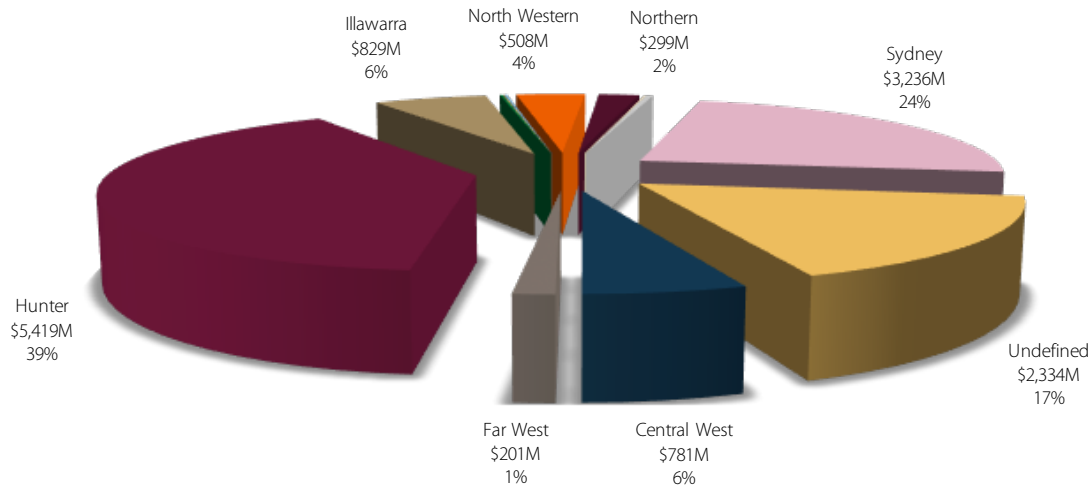 Illawarra
$829M
6%
North Western
$508M
4%
Northern
$299M
2%
Sydney
$3,236M
24%
Hunter
$5,419M
39%
Undefined
$2,334M
17%
Far West
$201M
1%
Central West
$781M
6%